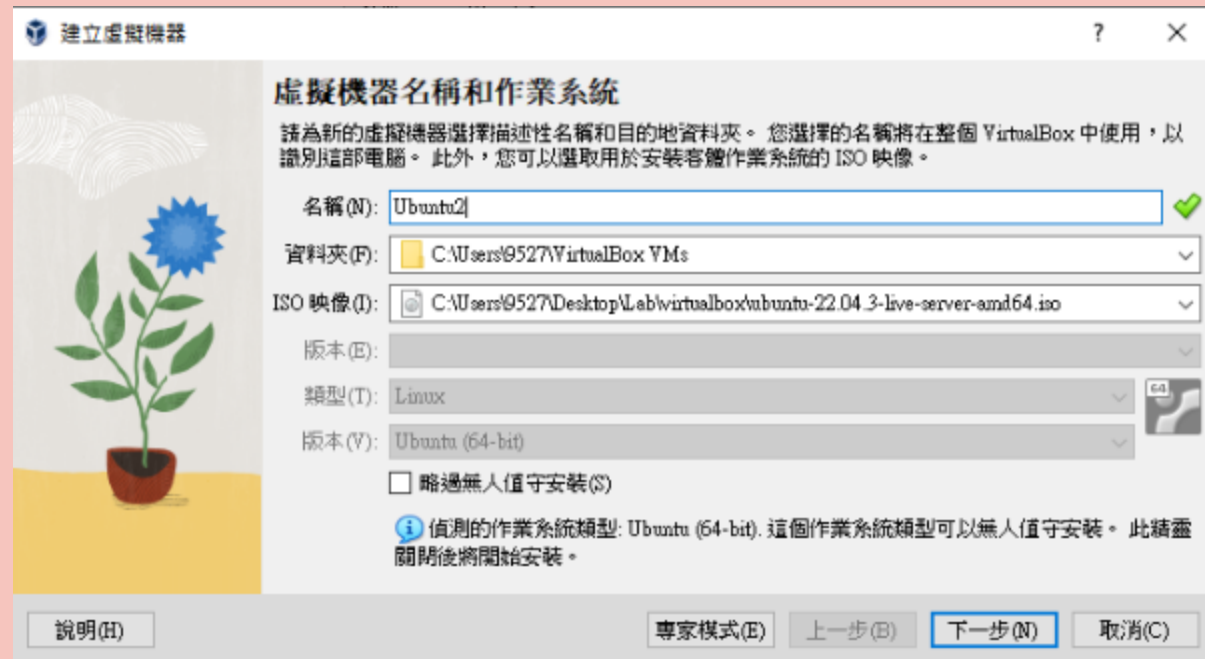 建立虛擬機器
?
虛擬機器名稱和作業系統
請為新的虛擬機器選擇描述性名稱和目的地資料夾。 您選擇的名稱將在整個 VirtualBox 中使用，以
識別這部電腦。 此外，您可以選取用於安裝客體作業系統的 ISO 映像。
名稱(N): Ubuntu2
資料夾(F): C:\Users\9527\VirtualBox VMs
ISO 映像(I): C:\Users\9527\Desktop\Lab\virtualbox\ubuntu-22.04.3-live-server-amd64.iso
版本(E):
類型(T): Linux
64
版本(V): Ubuntu (64-bit)
略過無人值守安裝(S)
偵測的作業系統類型: Ubuntu (64-bit). 這個作業系統類型可以無人值守安裝。 此精靈
關閉後將開始安裝。
說明(H) 專家模式(E) 上一步(B) 下一步(N) 取消(C)